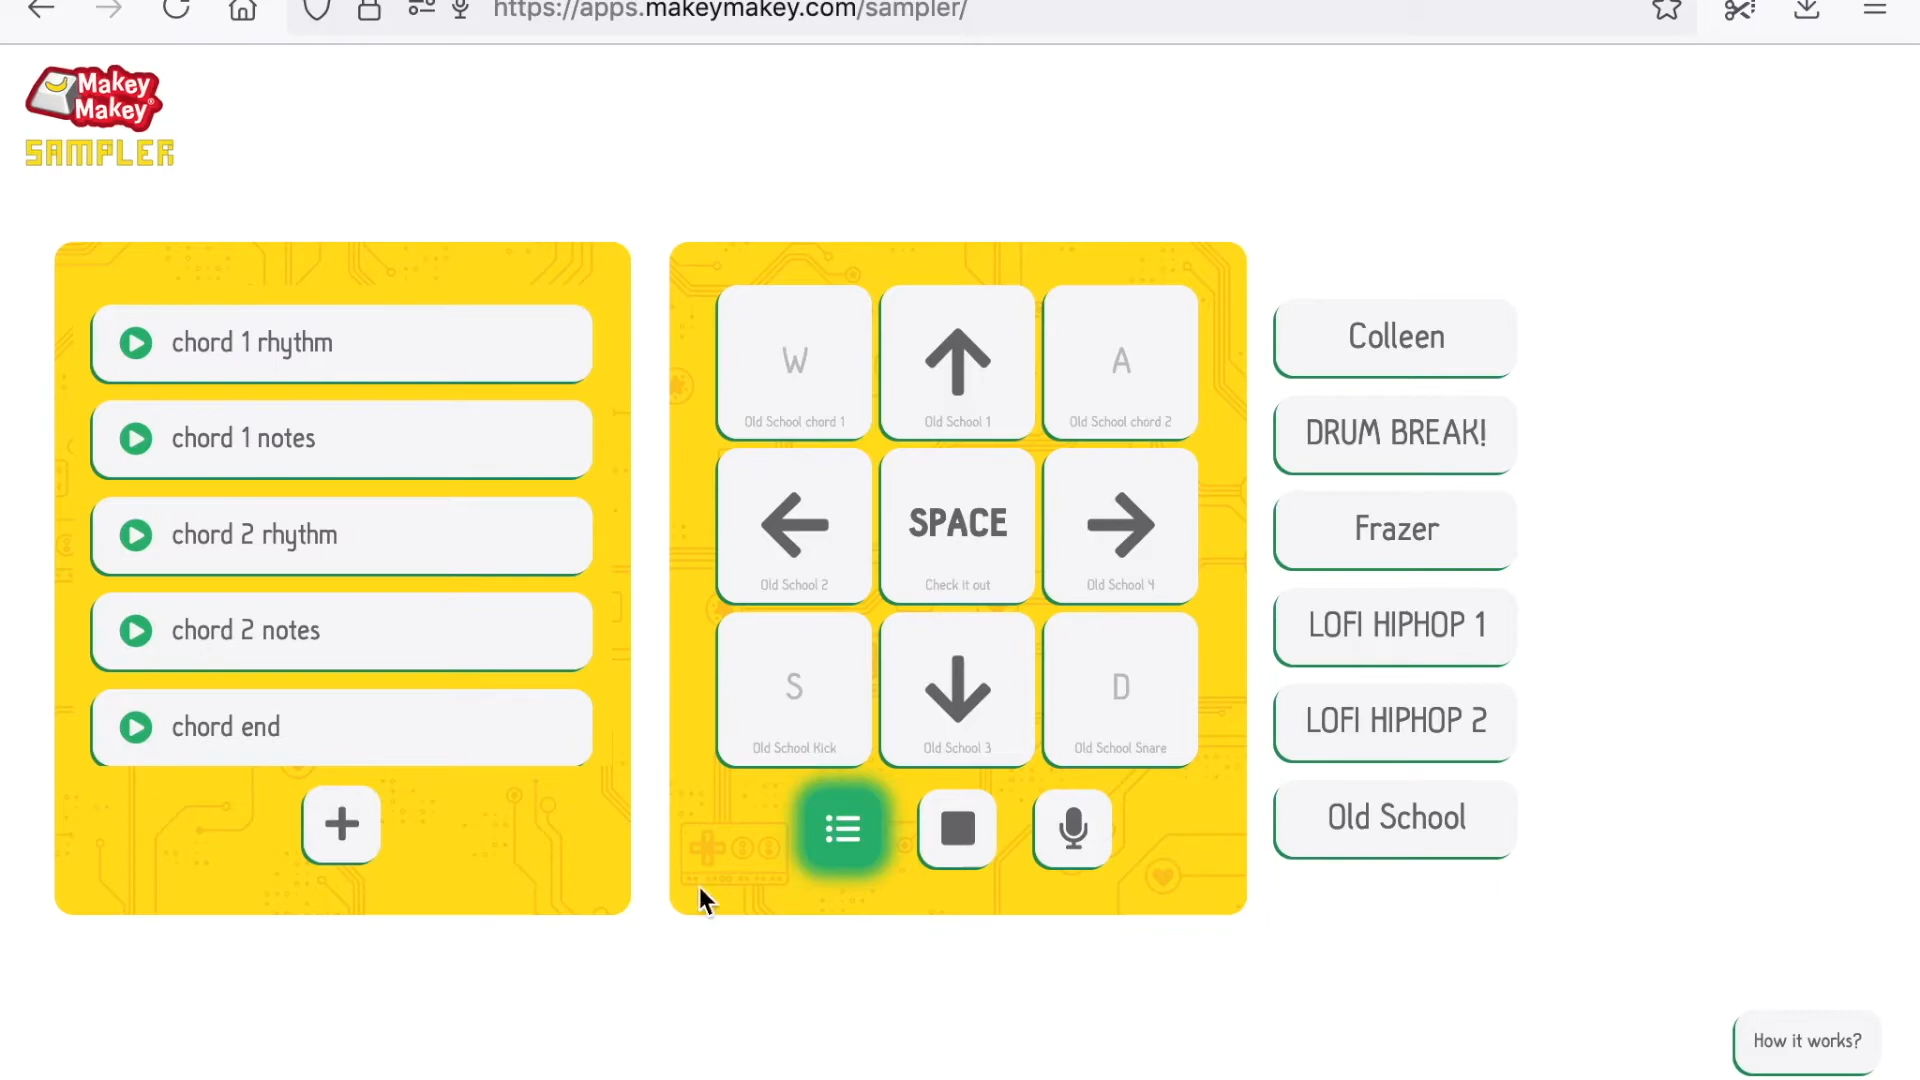 https://apps.makeymakey.com/sampler/
Makey
Makey®
SAMPLER
chord 1 rhythm
chord 1 notes
chord 2 rhythm
chord 2 notes
chord end
W
Old School chord 1
Old School 1
A
Old School chord 2
Old School 2
SPACE
Check it out
Old School 4
S
Old School Kick
Old School 3
D
Old School Snare
Colleen
DRUM BREAK!
Frazer
LOFI HIPHOP 1
LOFI HIPHOP 2
Old School
How it works?